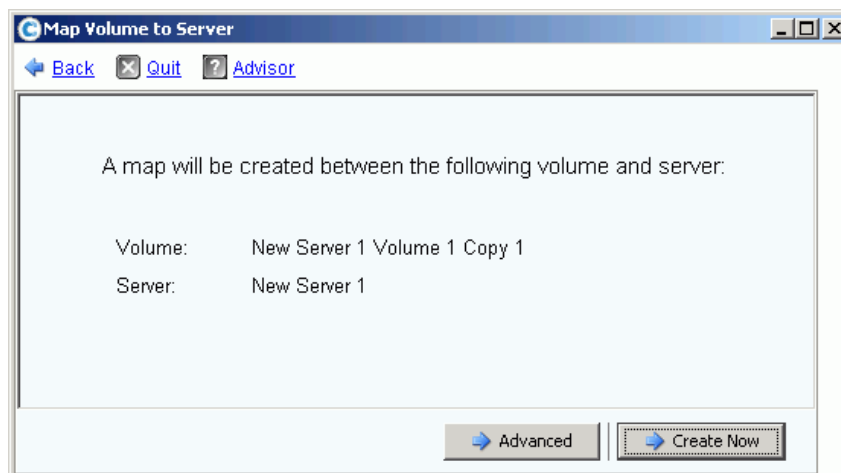 Map Volume to Server
Back Quit ? Advisor
A map will be created between the following volume and server:
Volume: New Server 1 Volume 1 Copy 1
Server: New Server 1
Advanced Create Now